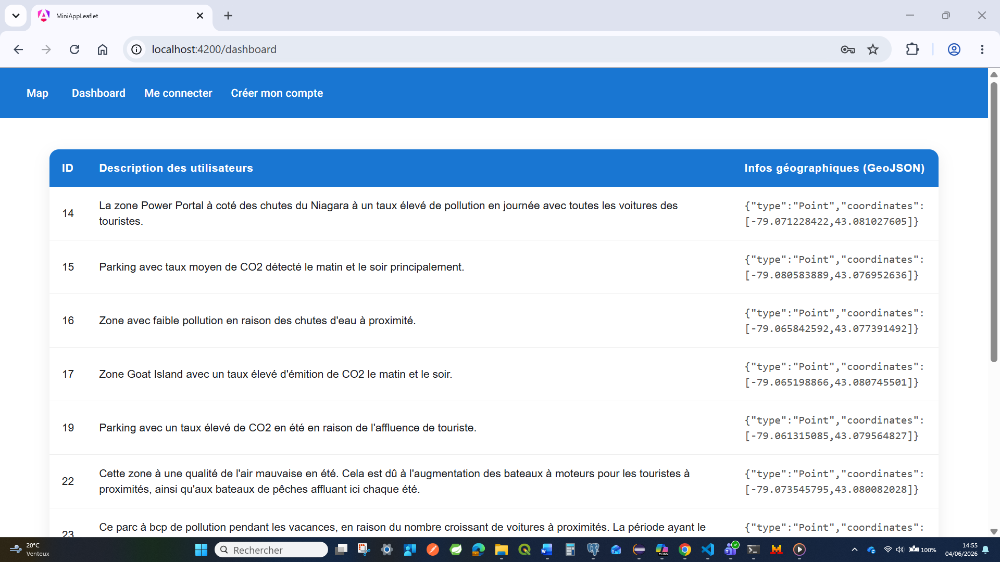 MiniAppLeaflet
localhost:4200/dashboard
Map Dashboard Me connecter Créer mon compte
ID Description des utilisateurs Infos géographiques (GeoJSON)
14 La zone Power Portal à coté des chutes du Niagara à un taux élevé de pollution en journée avec toutes les voitures des
touristes.
{"type":"Point","coordinates":
[-79.071228422,43.081027605]}
15 Parking avec taux moyen de CO2 détecté le matin et le soir principalement.
{"type":"Point","coordinates":
[-79.080583889,43.076952636]}
16 Zone avec faible pollution en raison des chutes d'eau à proximité.
{"type":"Point","coordinates":
[-79.065842592,43.077391492]}
17 Zone Goat Island avec un taux élevé d'émition de CO2 le matin et le soir.
{"type":"Point","coordinates":
[-79.065198866,43.080745501]}
19 Parking avec un taux élevé de CO2 en été en raison de l'affluence de touriste.
{"type":"Point","coordinates":
[-79.061315085,43.079564827]}
22 Cette zone à une qualité de l'air mauvaise en été. Cela est dû à l'augmentation des bateaux à moteurs pour les touristes à
proximités, ainsi qu'aux bateaux de pêches affluant ici chaque été.
{"type":"Point","coordinates":
[-79.073545795,43.080082028]}
23 Ce parc à bcp de pollution pendant les vacances, en raison du nombre croissant de voitures à proximités. La période ayant le
{"type":"Point","coordinates":
20°C
Venteux
Rechercher
M365
100%
14:55
04/06/2026